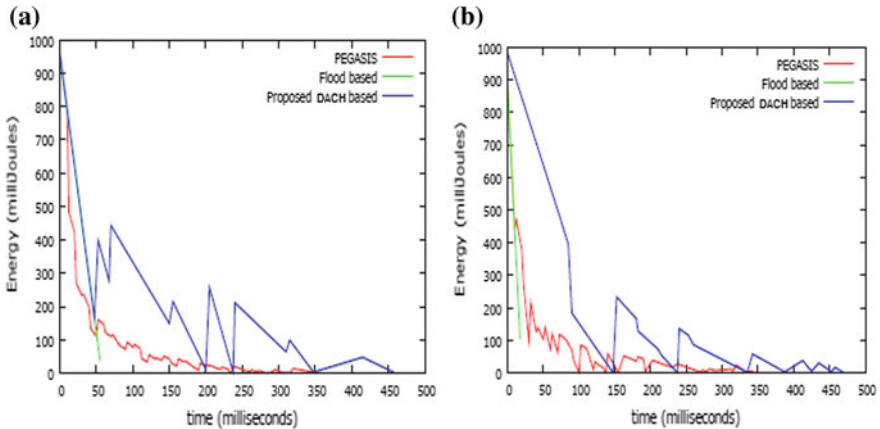 (a)
1000
900
800
700
600
500
400
300
200
100
0
Energy (milliJoules)
PEGASIS
Flood based
Proposed DACH based
0 50 100 150 200 250 300 350 400 450 500
time (milliseconds)
(b)
1000
900
800
700
600
500
400
300
200
100
0
Energy (milliJoules)
PEGASIS
Flood based
Proposed DACH based
0 50 100 150 200 250 300 350 400 450 500
time (milliseconds)